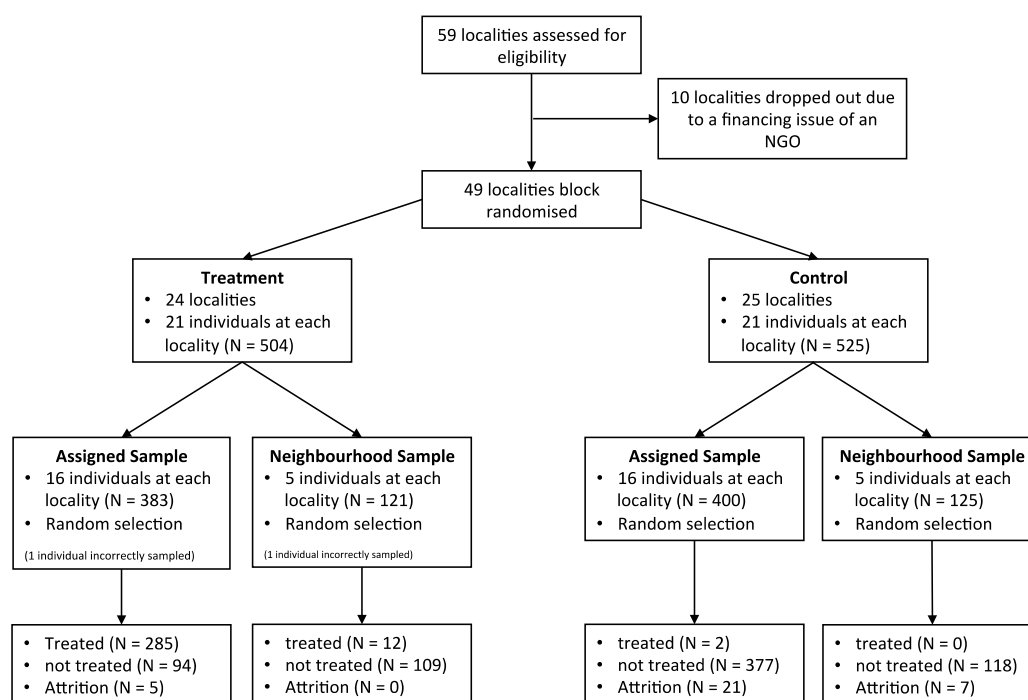 59 localities assessed for
eligibility
10 localities dropped out due
to a financing issue of an
NGO
49 localities block
randomised
Treatment
• 24 localities
• 21 individuals at each
locality (N = 504)
Control
• 25 localities
• 21 individuals at each
locality (N = 525)
Assigned Sample
• 16 individuals at each
locality (N = 383)
• Random selection
(1 individual incorrectly sampled)
Neighbourhood Sample
• 5 individuals at each
locality (N = 121)
• Random selection
(1 individual incorrectly sampled)
Assigned Sample
• 16 individuals at each
locality (N = 400)
• Random selection
Neighbourhood Sample
• 5 individuals at each
locality (N = 125)
• Random selection
• Treated (N = 285)
• not treated (N = 94)
• Attrition (N = 5)
• treated (N = 12)
• not treated (N = 109)
• Attrition (N = 0)
• treated (N = 2)
• not treated (N = 377)
• Attrition (N = 21)
• treated (N = 0)
• not treated (N = 118)
• Attrition (N = 7)